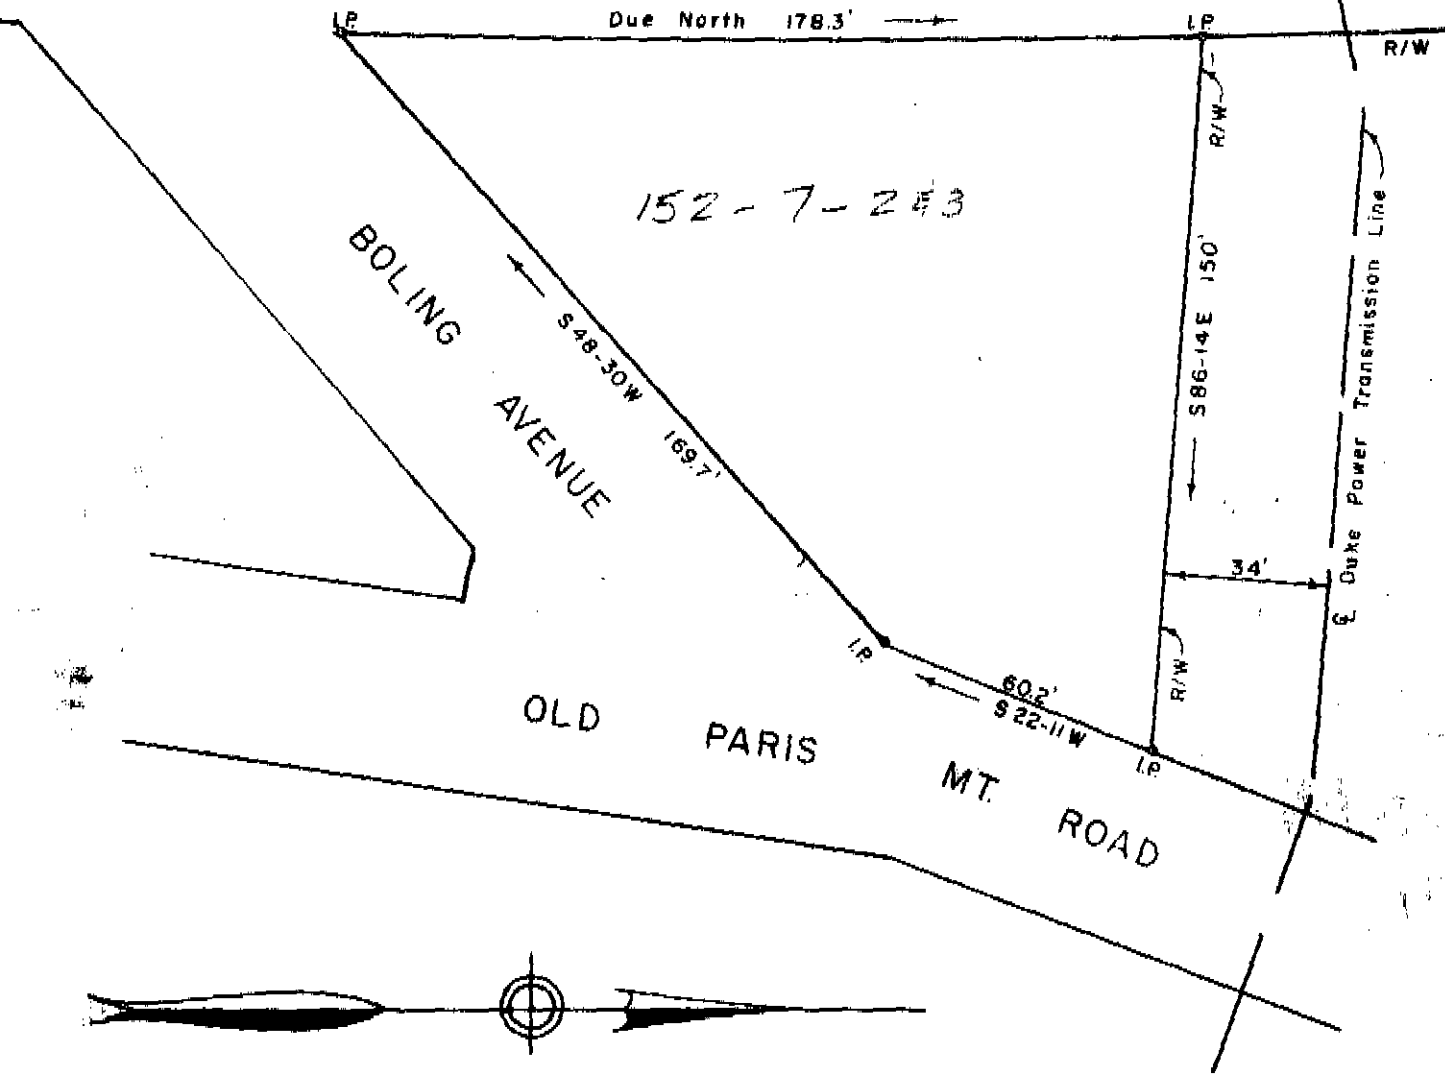 I.P. Due North 178.3' I.P.
R/W
R/W
152-7-2
BOLING
AVENUE
S 48-30 W 169.7'
S 86-14 E 150'
Duke Power Transmission Line
34'
I.P.
60.2'
S 22-11 W
R/W
I.P.
OLD PARIS MT. ROAD